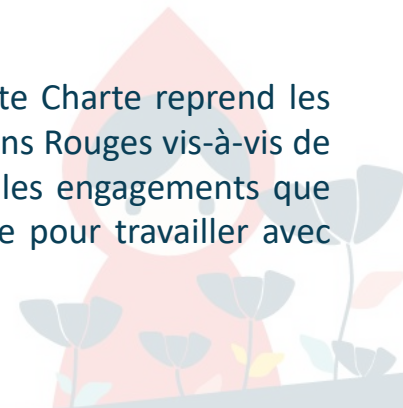 te Charte reprend les
ns Rouges vis-à-vis de
les engagements que
e pour travailler avec